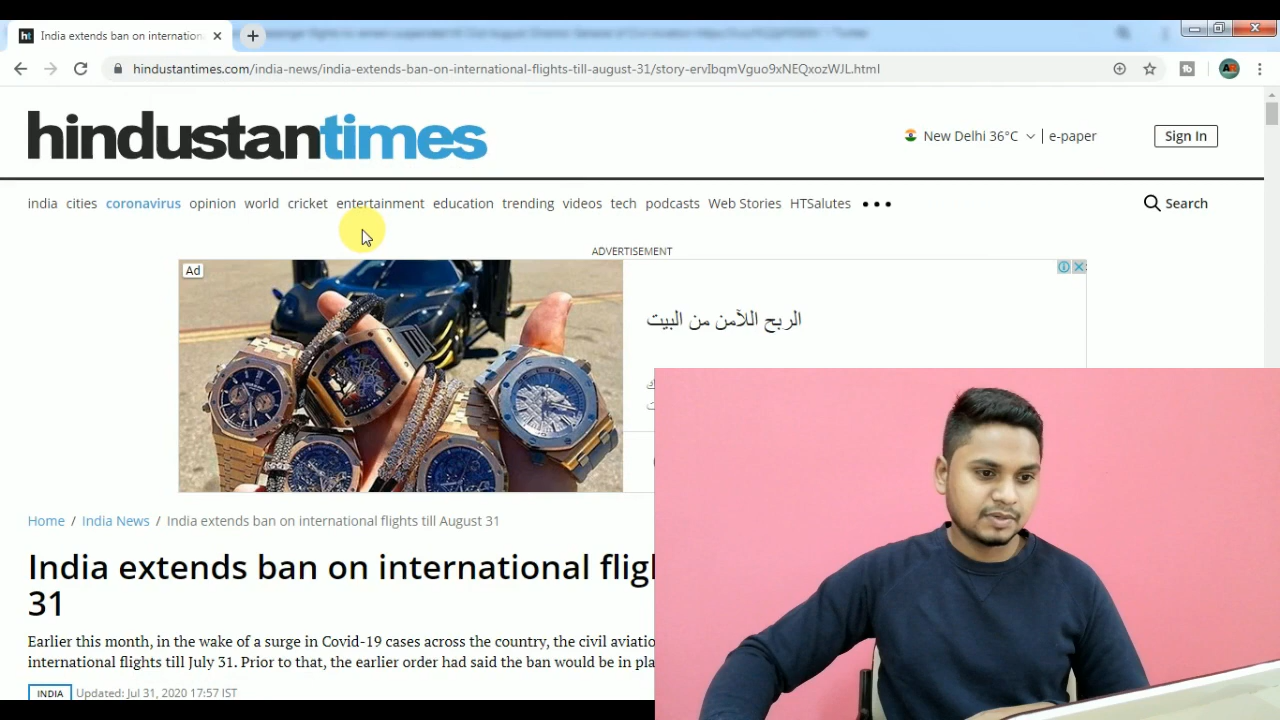 ht India extends ban on internation
hindustantimes.com/india-news/india-extends-ban-on-international-flights-till-august-31/story-ervIbqmVguo9xNEQxozWJL.html
hindustantimes
New Delhi 36°C | e-paper
Sign In
india cities coronavirus opinion world cricket entertainment education trending videos tech podcasts Web Stories HTSalutes
Search
ADVERTISEMENT
Ad
الربح اللآمن من البيت
Home / India News / India extends ban on international flights till August 31
India extends ban on international
31
Earlier this month, in the wake of a surge in Covid-19 cases across the country, the civil
international flights till July 31. Prior to that, the earlier order had said the ban would be in
INDIA Updated: Jul 31, 2020 17:57 IST